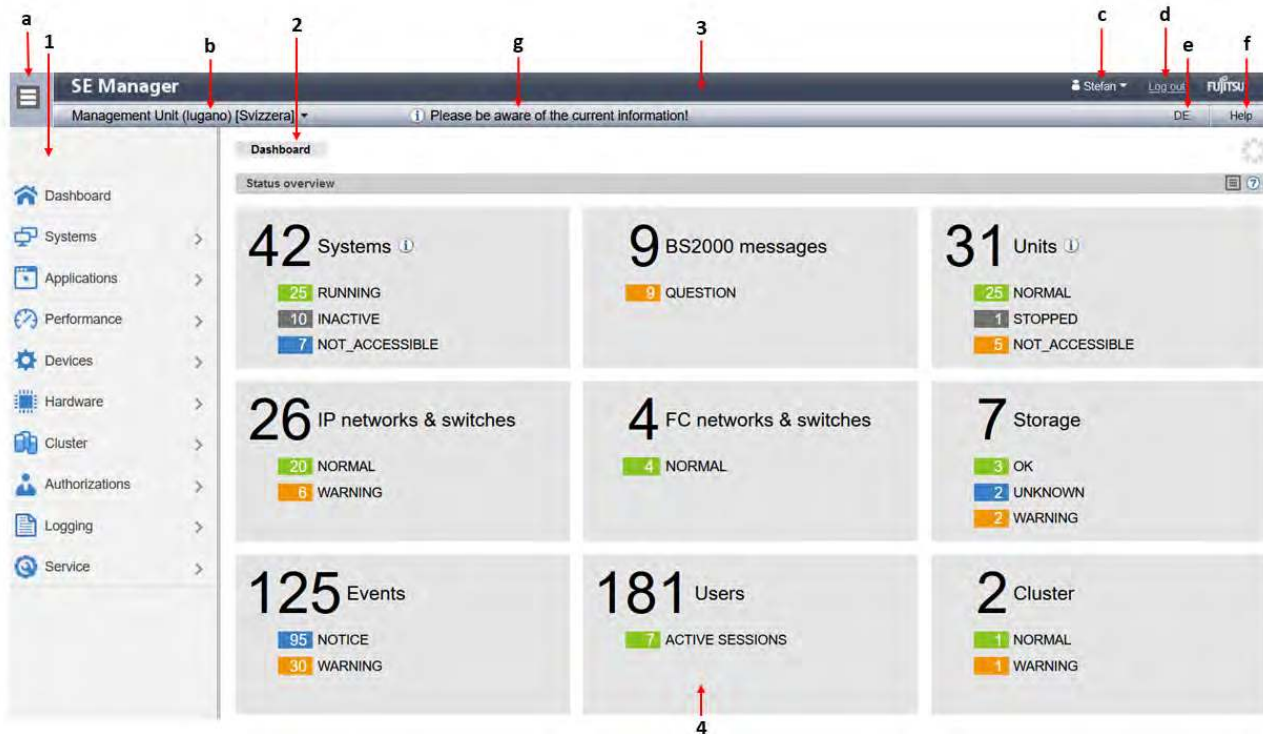 a
1
b
2
g
3
c
d
e
f
SE Manager
Stefan
Log out
FUJITSU
Management Unit (lugano) [Svizzera]
Please be aware of the current information!
DE
Help
Dashboard
Status overview
Dashboard
Systems
Applications
Performance
Devices
Hardware
Cluster
Authorizations
Logging
Service
42 Systems
25 RUNNING
10 INACTIVE
7 NOT_ACCESSIBLE
9 BS2000 messages
9 QUESTION
31 Units
25 NORMAL
1 STOPPED
5 NOT_ACCESSIBLE
26 IP networks & switches
20 NORMAL
6 WARNING
4 FC networks & switches
4 NORMAL
7 Storage
3 OK
2 UNKNOWN
2 WARNING
125 Events
95 NOTICE
30 WARNING
181 Users
7 ACTIVE SESSIONS
2 Cluster
1 NORMAL
1 WARNING
4